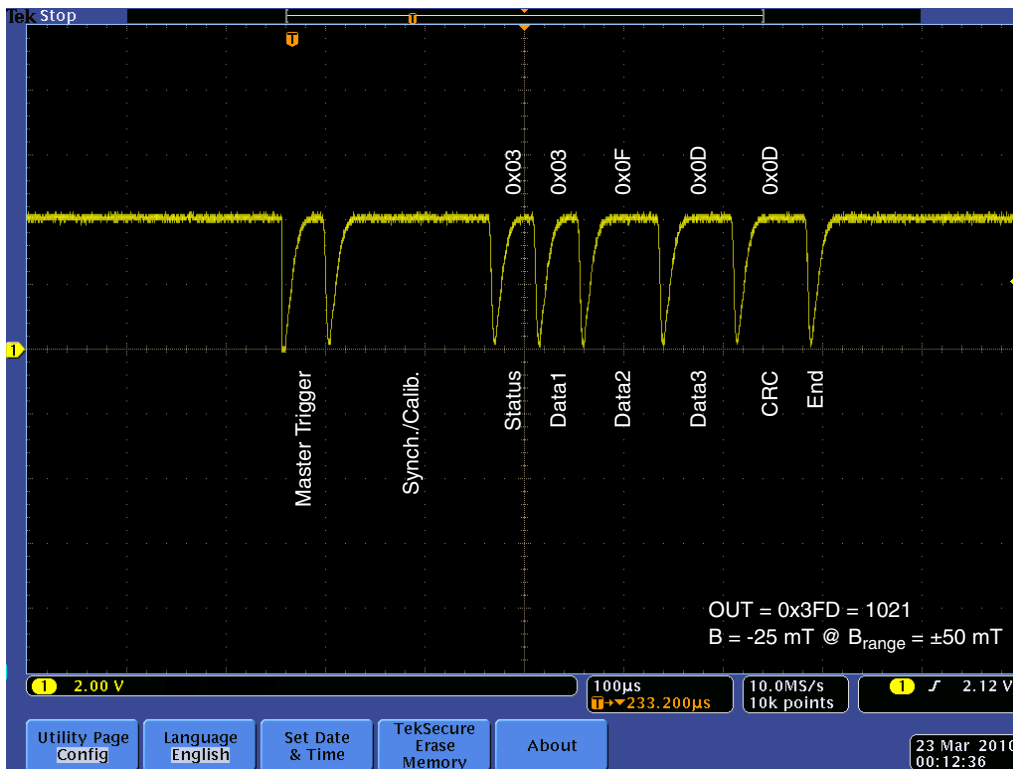 Tek Stop
T
T
0x03
0x03
0x0F
0x0D
0x0D
1
Master Trigger
Synch./Calib.
Status
Data1
Data2
Data3
CRC
End
OUT = 0x3FD = 1021
B = -25 mT @ Brange = ±50 mT
1 2.00 V
100µs
T→▼233.200µs
10.0MS/s
10k points
1 ƒ 2.12 V
Utility Page
Config
Language
English
Set Date
& Time
TekSecure
Erase
Memory
About
23 Mar 2010
00:12:36